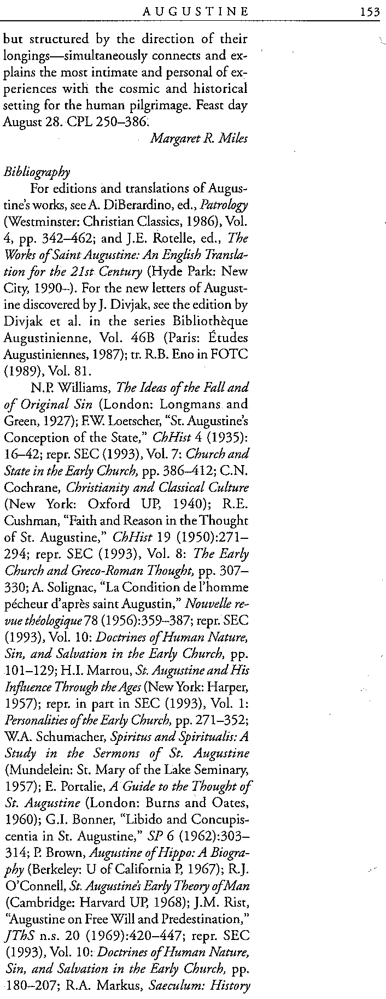 AUGUSTINE 153
but structured by the direction of their
longings—simultaneously connects and ex-
plains the most intimate and personal of ex-
periences with the cosmic and historical
setting for the human pilgrimage. Feast day
August 28. CPL 250–386.
Margaret R. Miles
Bibliography
For editions and translations of Augus-
tine's works, see A. DiBerardino, ed., Patrology
(Westminster: Christian Classics, 1986), Vol.
4, pp. 342–462; and J.E. Rotelle, ed., The
Works of Saint Augustine: An English Transla-
tion for the 21st Century (Hyde Park: New
City, 1990–). For the new letters of August-
ine discovered by J. Divjak, see the edition by
Divjak et al. in the series Bibliothèque
Augustinienne, Vol. 46B (Paris: Études
Augustiniennes, 1987); tr. R.B. Eno in FOTC
(1989), Vol. 81.
N.P. Williams, The Ideas of the Fall and
of Original Sin (London: Longmans and
Green, 1927); F.W. Loetscher, “St. Augustine's
Conception of the State,” ChHist 4 (1935):
16–42; repr. SEC (1993), Vol. 7: Church and
State in the Early Church, pp. 386–412; C.N.
Cochrane, Christianity and Classical Culture
(New York: Oxford UP, 1940); R.E.
Cushman, “Faith and Reason in the Thought
of St. Augustine,” ChHist 19 (1950):271–
294; repr. SEC (1993), Vol. 8: The Early
Church and Greco-Roman Thought, pp. 307–
330; A. Solignac, “La Condition de l'homme
pécheur d'après saint Augustin,” Nouvelle re-
vue théologique 78 (1956):359–387; repr. SEC
(1993), Vol. 10: Doctrines of Human Nature,
Sin, and Salvation in the Early Church, pp.
101–129; H.I. Marrou, St. Augustine and His
Influence Through the Ages (New York: Harper,
1957); repr. in part in SEC (1993), Vol. 1:
Personalities of the Early Church, pp. 271–352;
W.A. Schumacher, Spiritus and Spiritualis: A
Study in the Sermons of St. Augustine
(Mundelein: St. Mary of the Lake Seminary,
1957); E. Portalie, A Guide to the Thought of
St. Augustine (London: Burns and Oates,
1960); G.I. Bonner, “Libido and Concupis-
centia in St. Augustine,” SP 6 (1962):303–
314; P. Brown, Augustine of Hippo: A Biogra-
phy (Berkeley: U of California P, 1967); R.J.
O'Connell, St. Augustine's Early Theory of Man
(Cambridge: Harvard UP, 1968); J.M. Rist,
“Augustine on Free Will and Predestination,”
JThS n.s. 20 (1969):420–447; repr. SEC
(1993), Vol. 10: Doctrines of Human Nature,
Sin, and Salvation in the Early Church, pp.
180–207; R.A. Markus, Saeculum: History